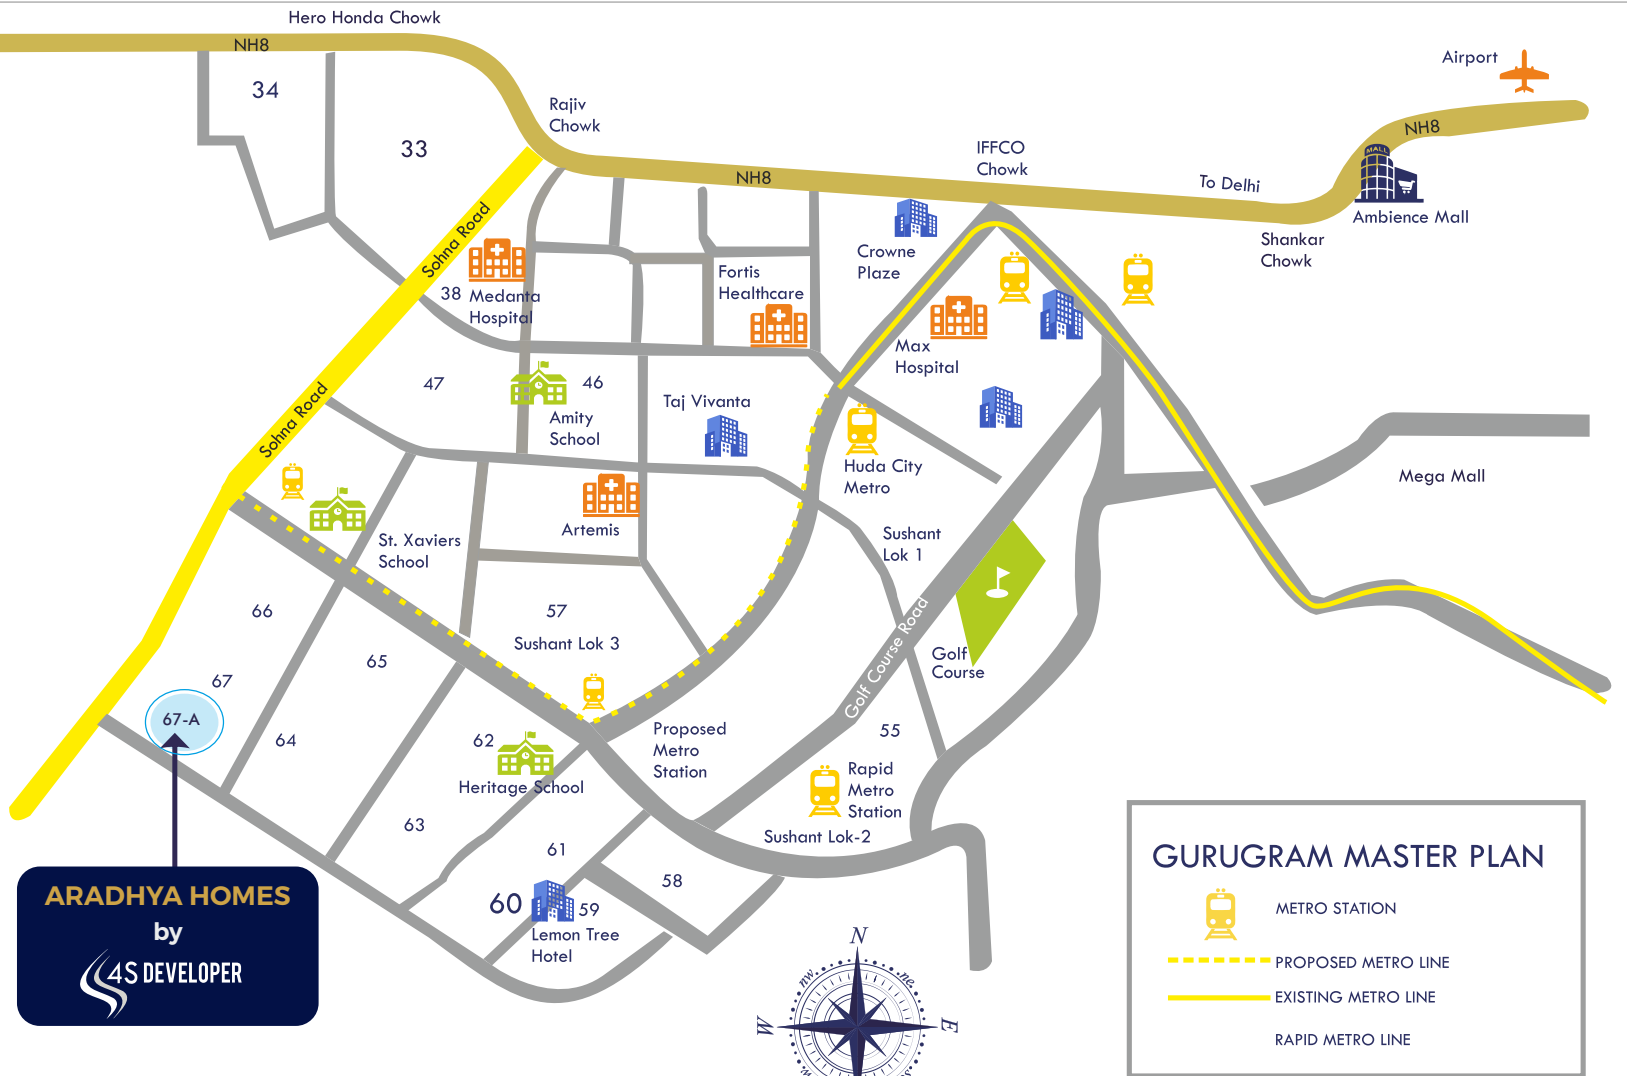 Hero Honda Chowk
NH8
34
33
Rajiv
Chowk
Sohna Road
NH8
IFFCO
Chowk
To Delhi
Airport
NH8
MALL
Ambience Mall
Shankar
Chowk
Crowne
Plaze
38
Medanta
Hospital
Fortis
Healthcare
Max
Hospital
47
46
Amity
School
Taj Vivanta
Sohna Road
Huda City
Metro
Mega Mall
St. Xaviers
School
Artemis
Sushant
Lok 1
66
57
Sushant Lok 3
Golf Course Road
Golf
Course
65
67
67-A
64
62
Heritage School
Proposed
Metro
Station
55
Rapid
Metro
Station
Sushant Lok-2
63
61
58
60
59
Lemon Tree
Hotel
ARADHYA HOMES
by
4S DEVELOPER
N
nw
ne
W
E
GURUGRAM MASTER PLAN
METRO STATION
PROPOSED METRO LINE
EXISTING METRO LINE
RAPID METRO LINE